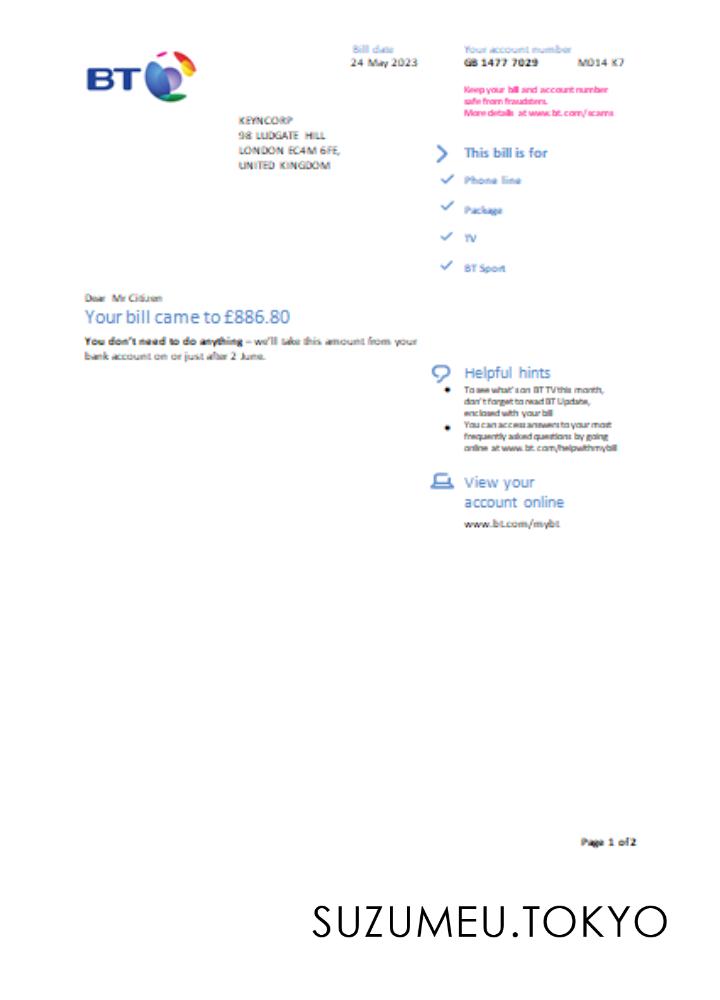 BT
Bill date
24 May 2023
Your account number
GB 1477 7029 M014 K7
Keep your bill and account number
safe from fraudsters.
More details at www.bt.com/scams
KEYNCORP
98 LUDGATE HILL
LONDON EC4M 6FE,
UNITED KINGDOM
This bill is for
Phone line
Package
TV
BT Sport
Dear Mr Citizen
Your bill came to £886.80
You don't need to do anything – we'll take this amount from your
bank account on or just after 2 June.
Helpful hints
To see what's on BT TV this month,
don't forget to read BT Update,
enclosed with your bill
You can access answers to your most
frequently asked questions by going
online at www.bt.com/helpwithmybill
View your
account online
www.bt.com/mybt
Page 1 of 2
SUZUMEU.TOKYO